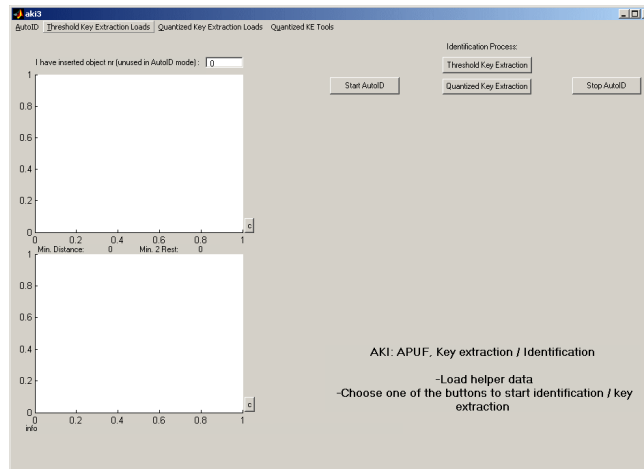 aki3
AutoID Threshold Key Extraction Loads Quantized Key Extraction Loads Quantized KE Tools
Identification Process:
I have inserted object nr (unused in AutoID mode) : 0
Threshold Key Extraction
Start AutoID Quantized Key Extraction Stop AutoID
1
0.8
0.6
0.4
0.2
0
c
0 0.2 0.4 0.6 0.8 1
Min. Distance: 0 Min. 2 Rest: 0
1
0.8
0.6
0.4
0.2
0
c
0 0.2 0.4 0.6 0.8 1
info
AKI: APUF, Key extraction / Identification
-Load helper data
-Choose one of the buttons to start identification / key
extraction